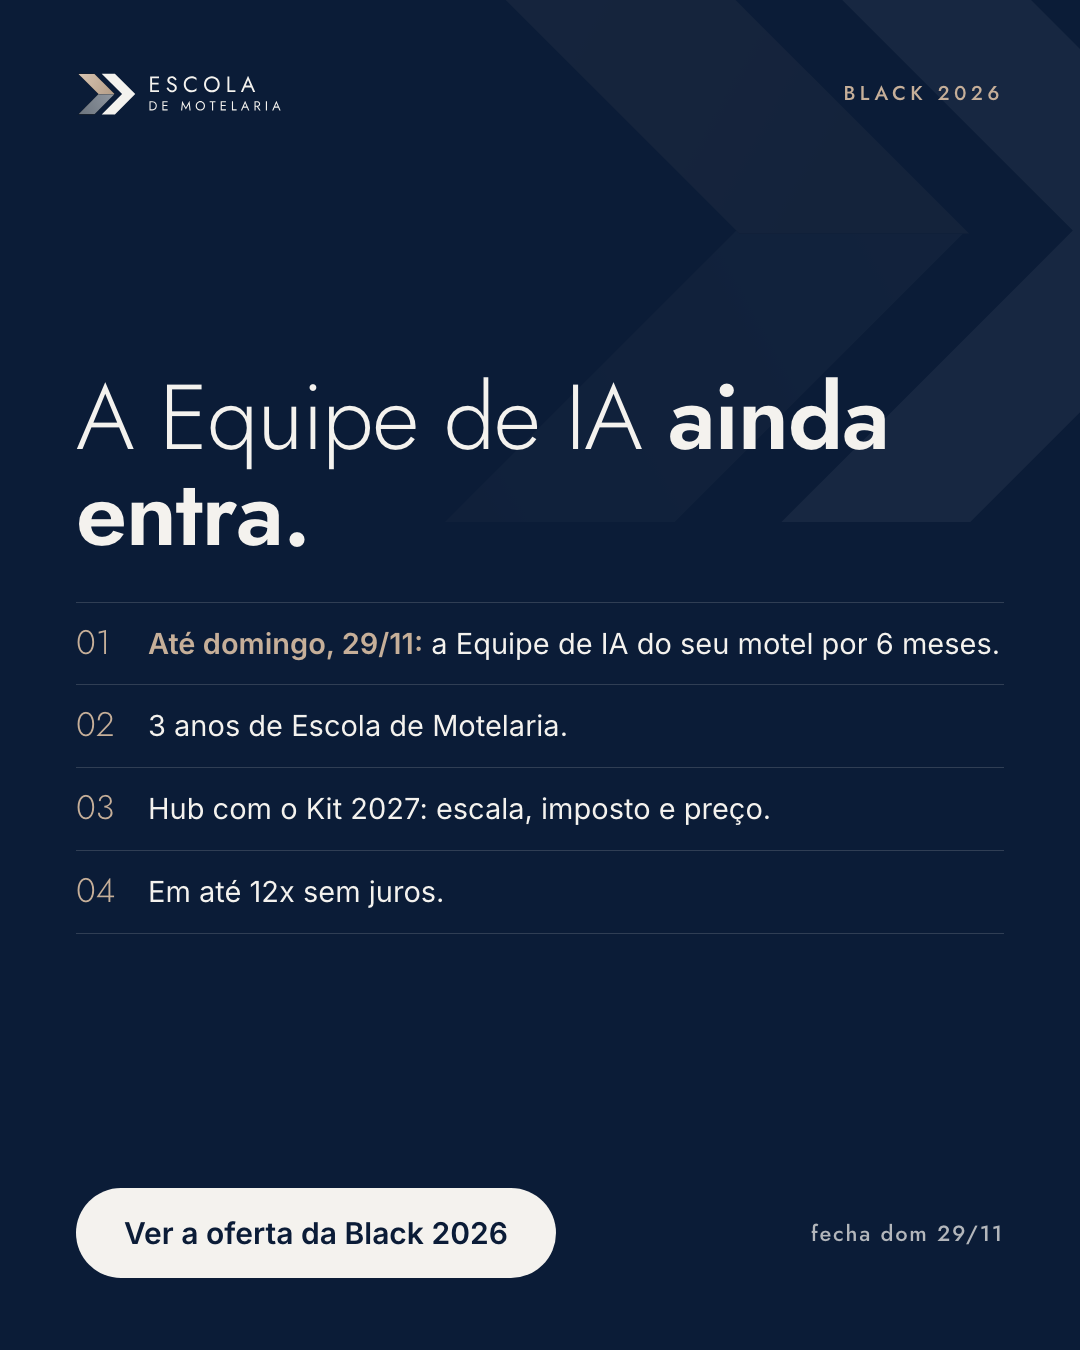 ESCOLA
DE MOTELARIA
BLACK 2026
A Equipe de IA ainda
entra.
01 Até domingo, 29/11: a Equipe de IA do seu motel por 6 meses.
02 3 anos de Escola de Motelaria.
03 Hub com o Kit 2027: escala, imposto e preço.
04 Em até 12x sem juros.
Ver a oferta da Black 2026
fecha dom 29/11